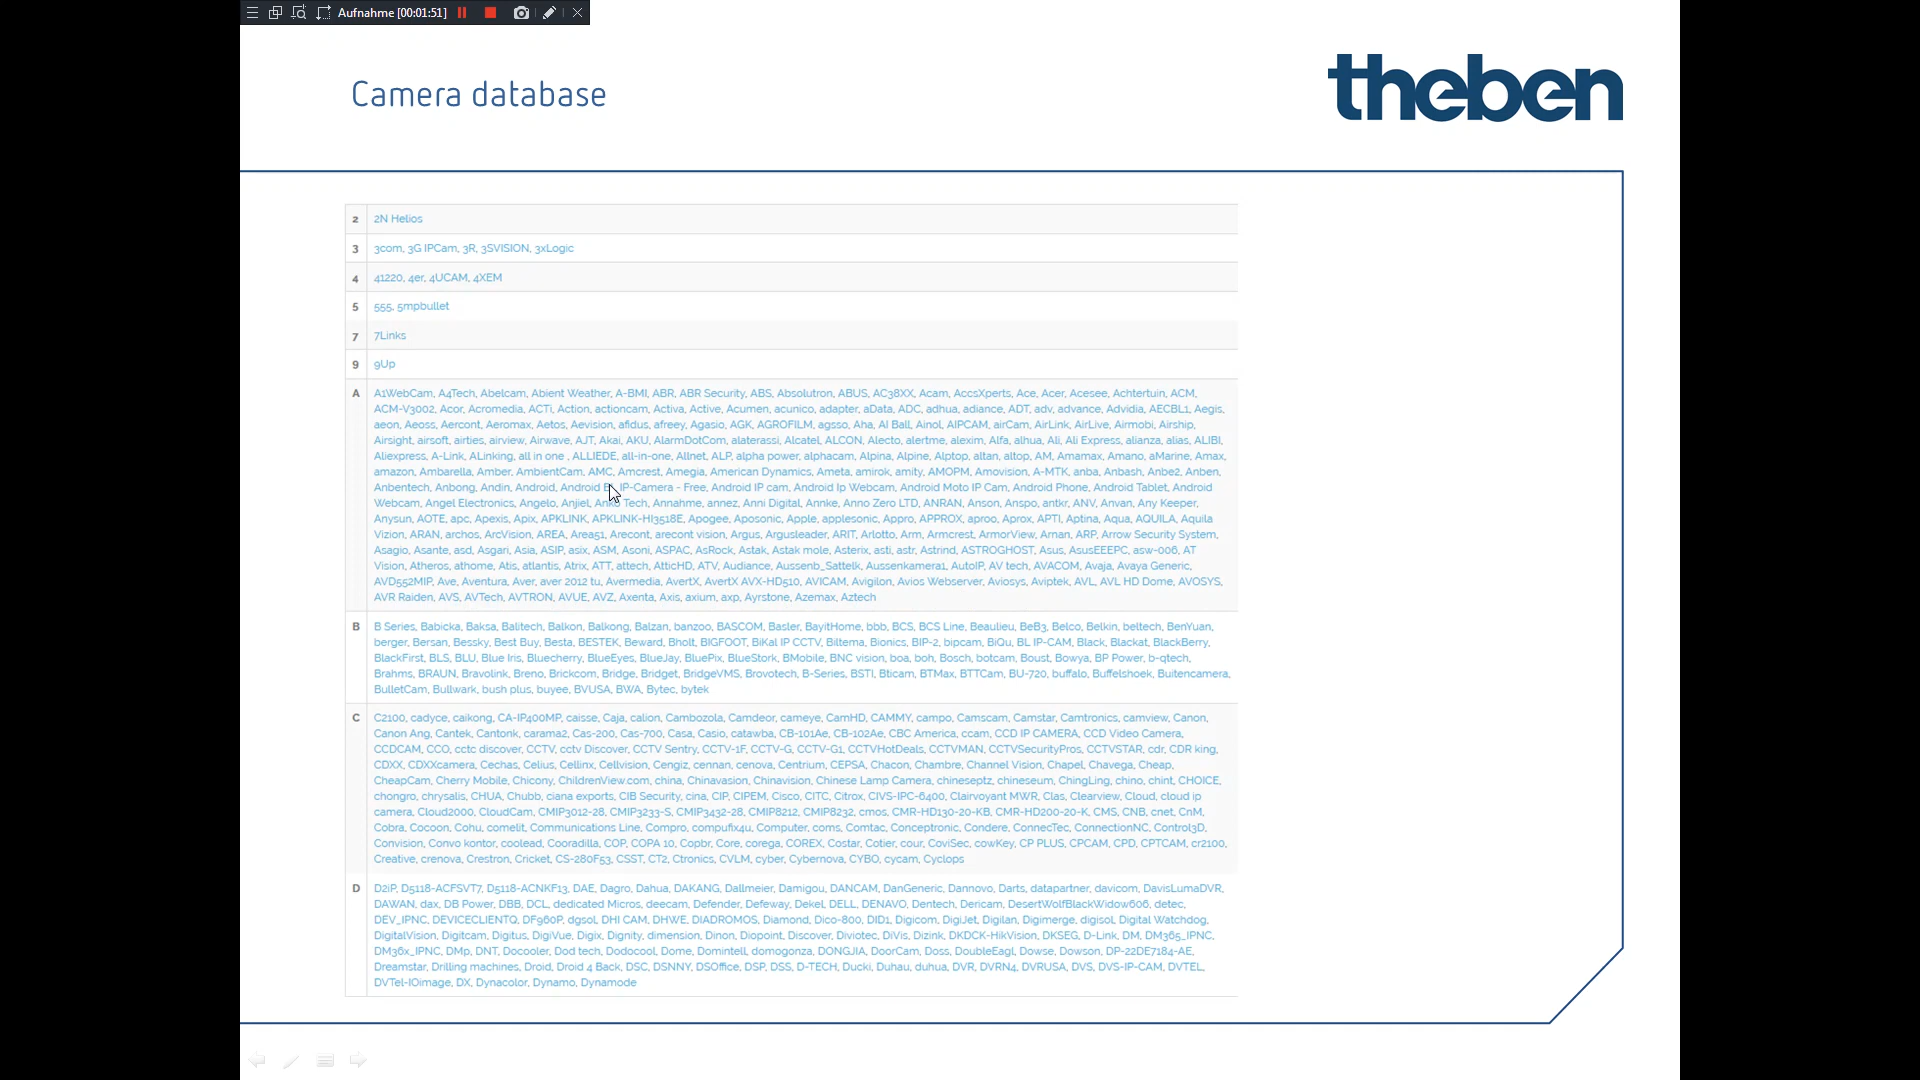 Aufnahme [00:01:51]
Camera database
theben
2 2N Helios
3 3com, 3G IPCam, 3R, 3SVISION, 3xLogic
4 41220, 4er, 4UCAM, 4XEM
5 555, 5mpbullet
7 7Links
9 9Up
A A1WebCam, A4Tech, Abelcam, Abient Weather, A-BMI, ABR, ABR Security, ABS, Absolutron, ABUS, AC38XX, Acam, AccsXperts, Ace, Acer, Acesee, Achtertuin, ACM,
ACM-V3002, Acor, Acromedia, ACTi, Action, actioncam, Activa, Active, Acumen, acunico, adapter, aData, ADC, adhua, adiance, ADT, adv, advance, Advidia, AECBL1, Aegis,
aeon, Aeoss, Aercont, Aeromax, Aetos, Aevision, afidus, afreey, Agasio, AGK, AGROFILM, agsso, Aha, AI Ball, Ainol, AIPCAM, airCam, AirLink, AirLive, Airmobi, Airship,
Airsight, airsoft, airties, airview, Airwave, AJT, Akai, AKU, AlarmDotCom, alaterassi, Alcatel, ALCON, Alecto, alertme, alexim, Alfa, alhua, Ali, Ali Express, alianza, alias, ALIBI,
Aliexpress, A-Link, ALinking, all in one , ALLIEDE, all-in-one, Allnet, ALP, alpha power, alphacam, Alpina, Alpine, Alptop, altan, altop, AM, Amamax, Amano, aMarine, Amax,
amazon, Ambarella, Amber, AmbientCam, AMC, Amcrest, Amegia, American Dynamics, Ameta, amirok, amity, AMOPM, Amovision, A-MTK, anba, Anbash, Anbe2, Anben,
Anbentech, Anbong, Andin, Android, Android IP-Camera - Free, Android IP cam, Android Ip Webcam, Android Moto IP Cam, Android Phone, Android Tablet, Android
Webcam, Angel Electronics, Angelo, Anjiel, Tech, Annahme, annez, Anni Digital, Annke, Anno Zero LTD, ANRAN, Anson, Anspo, antkr, ANV, Anvan, Any Keeper,
Anysun, AOTE, apc, Apexis, Apix, APKLINK, APKLINK-HI3518E, Apogee, Aposonic, Apple, applesonic, Appro, APPROX, aproo, Aprox, APTI, Aptina, Aqua, AQUILA, Aquila
Vizion, ARAN, archos, ArcVision, AREA, Area51, Arecont, arecont vision, Argus, Argusleader, ARIT, Arlotto, Arm, Armcrest, ArmorView, Arnan, ARP, Arrow Security System,
Asagio, Asante, asd, Asgari, Asia, ASIP, asix, ASM, Asoni, ASPAC, AsRock, Astak, Astak mole, Asterix, asti, astr, Astrind, ASTROGHOST, Asus, AsusEEEPC, asw-006, AT
Vision, Atheros, athome, Atis, atlantis, Atrix, ATT, attech, AtticHD, ATV, Audiance, Aussenb_Sattelk, Aussenkamera1, AutoIP, AV tech, AVACOM, Avaja, Avaya Generic,
AVD552MIP, Ave, Aventura, Aver, aver 2012 tu, Avermedia, AvertX, AvertX AVX-HD510, AVICAM, Avigilon, Avios Webserver, Aviosys, Aviptek, AVL, AVL HD Dome, AVOSYS,
AVR Raiden, AVS, AVTech, AVTRON, AVUE, AVZ, Axenta, Axis, axium, axp, Ayrstone, Azemax, Aztech
B B Series, Babicka, Baksa, Balitech, Balkon, Balkong, Balzan, banzoo, BASCOM, Basler, BayitHome, bbb, BCS, BCS Line, Beaulieu, BeB3, Belco, Belkin, beltech, BenYuan,
berger, Bersan, Bessky, Best Buy, Besta, BESTEK, Beward, Bholt, BIGFOOT, BiKal IP CCTV, Biltema, Bionics, BIP-2, bipcam, BiQu, BL IP-CAM, Black, Blackat, BlackBerry,
BlackFirst, BLS, BLU, Blue Iris, Bluecherry, BlueEyes, BlueJay, BluePix, BlueStork, BMobile, BNC vision, boa, boh, Bosch, botcam, Boust, Bowya, BP Power, b-qtech,
Brahms, BRAUN, Bravolink, Breno, Brickcom, Bridge, Bridget, BridgeVMS, Brovotech, B-Series, BSTI, Bticam, BTMax, BTTCam, BU-720, buffalo, Buffelshoek, Buitencamera,
BulletCam, Bullwark, bush plus, buyee, BVUSA, BWA, Bytec, bytek
C C2100, cadyce, caikong, CA-IP400MP, caisse, Caja, calion, Cambozola, Camdeor, cameye, CamHD, CAMMY, campo, Camscam, Camstar, Camtronics, camview, Canon,
Canon Ang, Cantek, Cantonk, carama2, Cas-200, Cas-700, Casa, Casio, catawba, CB-101Ae, CB-102Ae, CBC America, ccam, CCD IP CAMERA, CCD Video Camera,
CCDCAM, CCO, cctc discover, CCTV, cctv Discover, CCTV Sentry, CCTV-1F, CCTV-G, CCTV-G1, CCTVHotDeals, CCTVMAN, CCTVSecurityPros, CCTVSTAR, cdr, CDR king,
CDXX, CDXXcamera, Cechas, Celius, Cellinx, Cellvision, Cengiz, cennan, cenova, Centrium, CEPSA, Chacon, Chambre, Channel Vision, Chapel, Chavega, Cheap,
CheapCam, Cherry Mobile, Chicony, ChildrenView.com, china, Chinavasion, Chinavision, Chinese Lamp Camera, chineseptz, chineseum, ChingLing, chino, chint, CHOICE,
chongro, chrysalis, CHUA, Chubb, ciana exports, CIB Security, cina, CIP, CIPEM, Cisco, CITC, Citrox, CIVS-IPC-6400, Clairvoyant MWR, Clas, Clearview, Cloud, cloud ip
camera, Cloud2000, CloudCam, CMIP3012-28, CMIP3233-S, CMIP3432-28, CMIP8212, CMIP8232, cmos, CMR-HD130-20-KB, CMR-HD200-20-K, CMS, CNB, cnet, CnM,
Cobra, Cocoon, Cohu, comelit, Communications Line, Compro, compufix4u, Computer, coms, Comtac, Conceptronic, Condere, ConnecTec, ConnectionNC, Control3D,
Convision, Convo kontor, coolead, Cooradilla, COP, COPA 10, Copbr, Core, corega, COREX, Costar, Cotier, cour, CoviSec, cowKey, CP PLUS, CPCAM, CPD, CPTCAM, cr2100,
Creative, crenova, Crestron, Cricket, CS-280F53, CSST, CT2, Ctronics, CVLM, cyber, Cybernova, CYBO, cycam, Cyclops
D D2iP, D5118-ACFSVT7, D5118-ACNKF13, DAE, Dagro, Dahua, DAKANG, Dallmeier, Damigou, DANCAM, DanGeneric, Dannovo, Darts, datapartner, davicom, DavisLumaDVR,
DAWAN, dax, DB Power, DBB, DCL, dedicated Micros, deecam, Defender, Defeway, Dekel, DELL, DENAVO, Dentech, Dericam, DesertWolfBlackWidow606, detec,
DEV_IPNC, DEVICECLIENTQ, DF960P, dgsol, DHI CAM, DHWE, DIADROMOS, Diamond, Dico-800, DID1, Digicom, DigiJet, Digilan, Digimerge, digisol, Digital Watchdog,
DigitalVision, Digitcam, Digitus, DigiVue, Digix, Dignity, dimension, Dinon, Diopoint, Discover, Diviotec, DiVis, Dizink, DKDCK-HikVision, DKSEG, D-Link, DM, DM365_IPNC,
DM36x_IPNC, DMp, DNT, Docooler, Dod tech, Dodocool, Dome, Domintell, domogonza, DONGJIA, DoorCam, Doss, DoubleEagl, Dowse, Dowson, DP-22DE7184-AE,
Dreamstar, Drilling machines, Droid, Droid 4 Back, DSC, DSNNY, DSOffice, DSP, DSS, D-TECH, Ducki, Duhau, duhua, DVR, DVRN4, DVRUSA, DVS, DVS-IP-CAM, DVTEL,
DVTel-IOimage, DX, Dynacolor, Dynamo, Dynamode